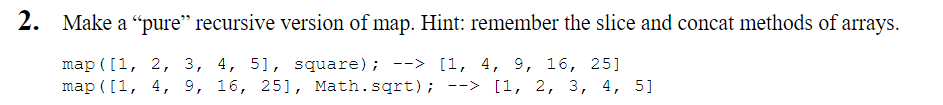 2. Make a “pure” recursive version of map. Hint: remember the slice and concat methods of arrays.
map([1, 2, 3, 4, 5], square); --> [1, 4, 9, 16, 25]
map([1, 4, 9, 16, 25], Math.sqrt); --> [1, 2, 3, 4, 5]